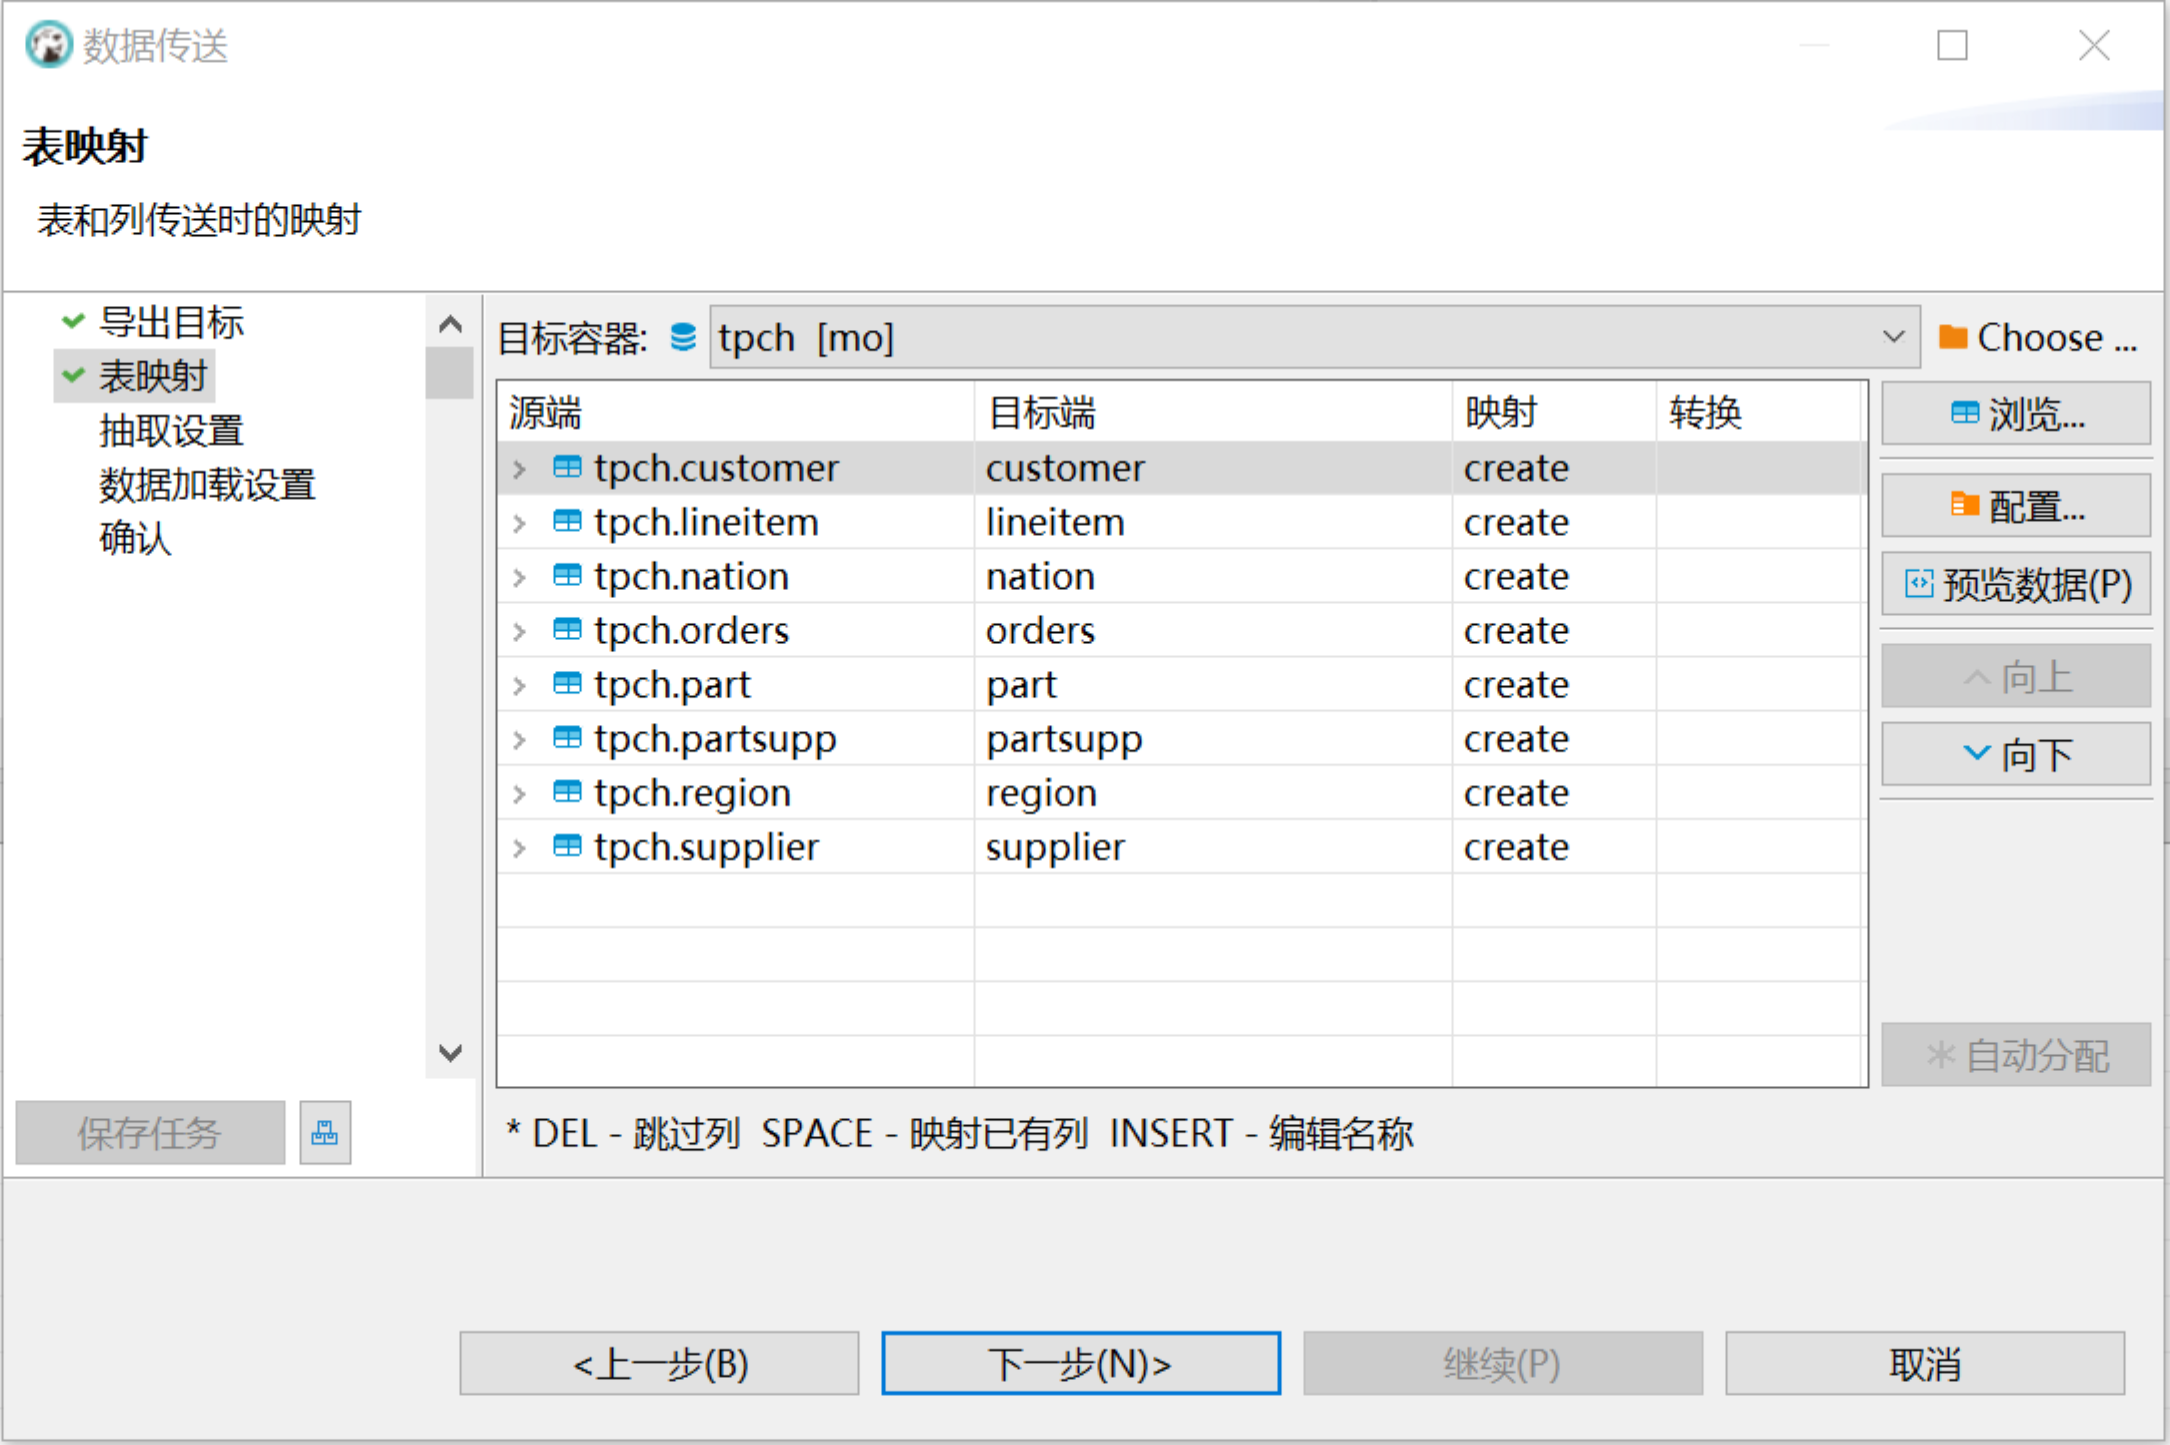 数据传送
表映射
表和列传送时的映射
导出目标
表映射
抽取设置
数据加载设置
确认
保存任务
目标容器: tpch [mo] Choose ...
源端 目标端 映射 转换
tpch.customer customer create
tpch.lineitem lineitem create
tpch.nation nation create
tpch.orders orders create
tpch.part part create
tpch.partsupp partsupp create
tpch.region region create
tpch.supplier supplier create
浏览...
配置...
预览数据(P)
向上
向下
自动分配
* DEL - 跳过列 SPACE - 映射已有列 INSERT - 编辑名称
<上一步(B) 下一步(N)> 继续(P) 取消